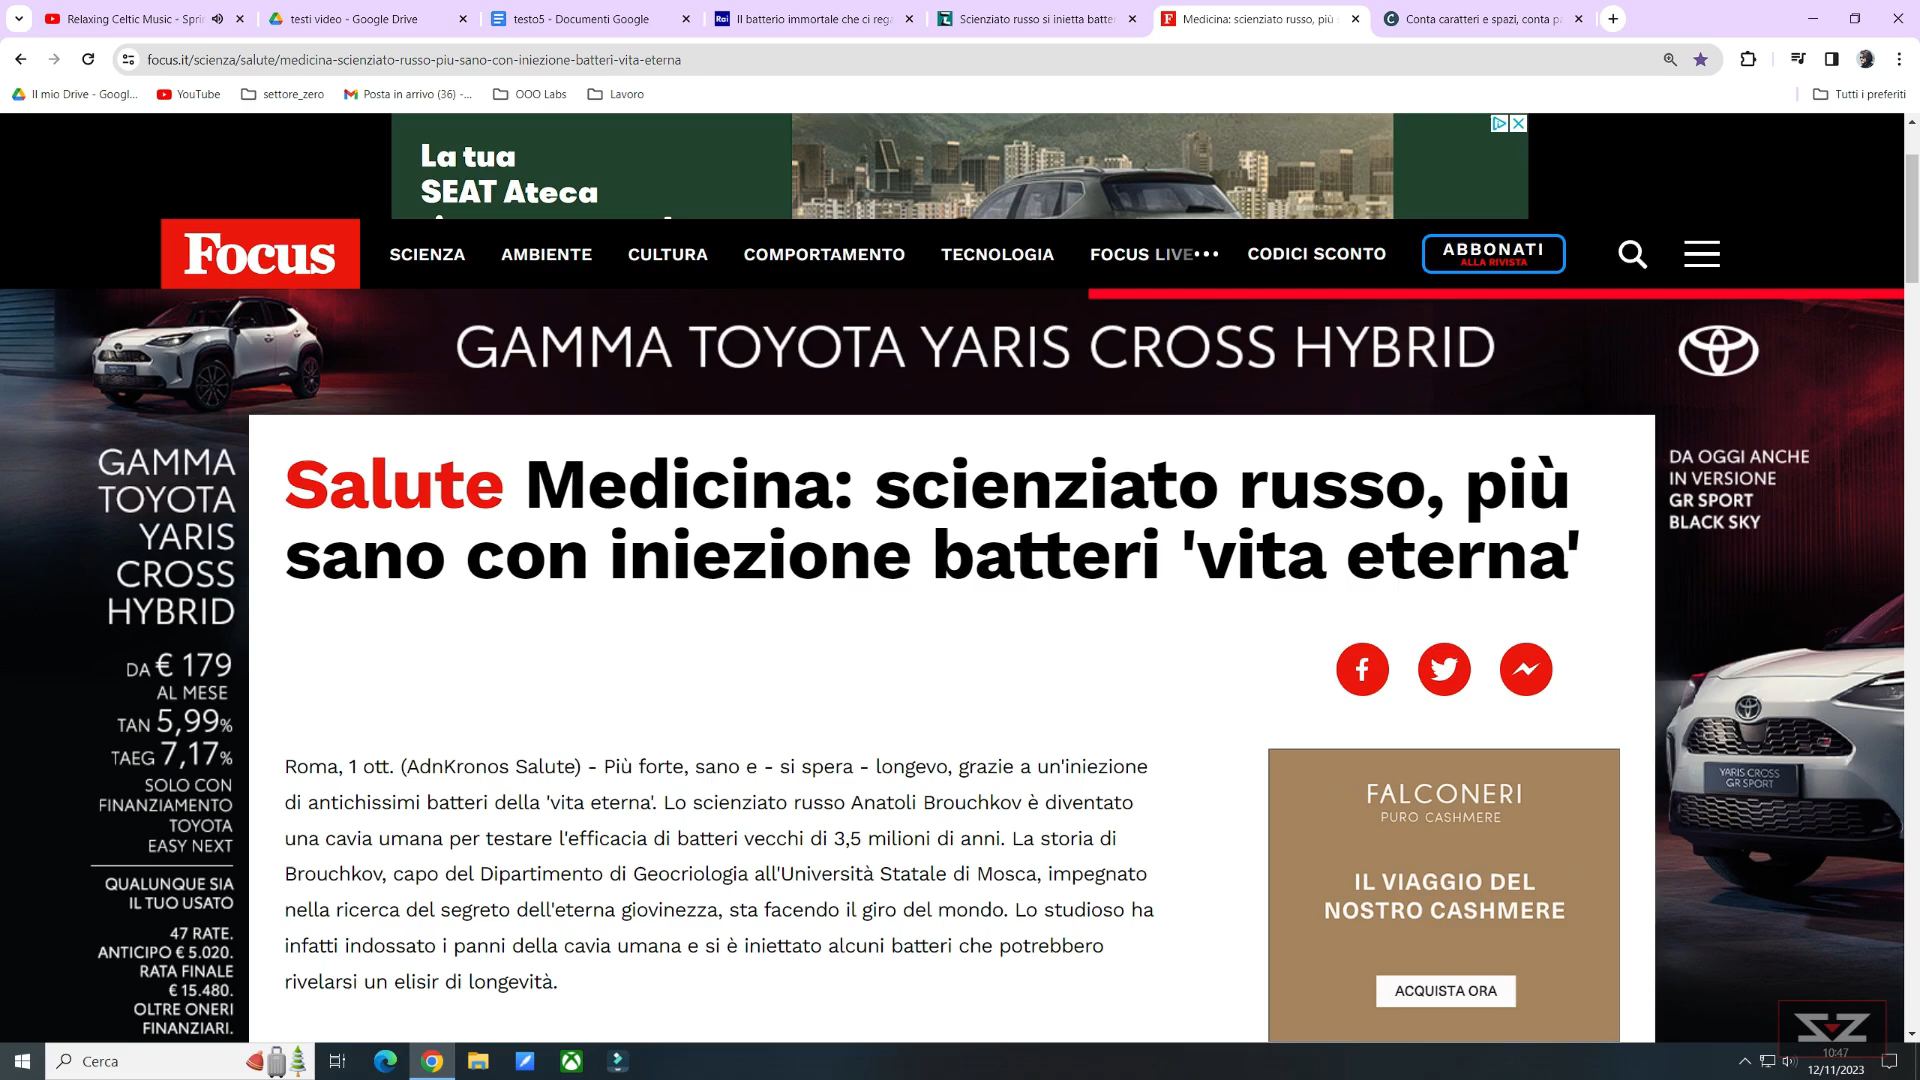 Relaxing Celtic Music - Spri
testi video - Google Drive
testo5 - Documenti Google
Il batterio immortale che ci rega
Scienziato russo si inietta batte
Medicina: scienziato russo, più
Conta caratteri e spazi, conta p
focus.it/scienza/salute/medicina-scienziato-russo-piu-sano-con-iniezione-batteri-vita-eterna
Il mio Drive - Googl...
YouTube
settore_zero
Posta in arrivo (36) -...
OOO Labs
Lavoro
Tutti i preferiti
La tua
SEAT Ateca
Focus
SCIENZA
AMBIENTE
CULTURA
COMPORTAMENTO
TECNOLOGIA
FOCUS LIVE
CODICI SCONTO
ABBONATI
ALLA RIVISTA
GAMMA TOYOTA YARIS CROSS HYBRID
GAMMA
TOYOTA
YARIS
CROSS
HYBRID
DA € 179
AL MESE
TAN 5,99%
TAEG 7,17%
SOLO CON
FINANZIAMENTO
TOYOTA
EASY NEXT
QUALUNQUE SIA
IL TUO USATO
47 RATE.
ANTICIPO € 5.020.
RATA FINALE
€ 15.480.
OLTRE ONERI
FINANZIARI.
Salute Medicina: scienziato russo, più
sano con iniezione batteri 'vita eterna'
Roma, 1 ott. (AdnKronos Salute) - Più forte, sano e - si spera - longevo, grazie a un'iniezione
di antichissimi batteri della 'vita eterna'. Lo scienziato russo Anatoli Brouchkov è diventato
una cavia umana per testare l'efficacia di batteri vecchi di 3,5 milioni di anni. La storia di
Brouchkov, capo del Dipartimento di Geocriologia all'Università Statale di Mosca, impegnato
nella ricerca del segreto dell'eterna giovinezza, sta facendo il giro del mondo. Lo studioso ha
infatti indossato i panni della cavia umana e si è iniettato alcuni batteri che potrebbero
rivelarsi un elisir di longevità.
FALCONERI
PURO CASHMERE
IL VIAGGIO DEL
NOSTRO CASHMERE
ACQUISTA ORA
DA OGGI ANCHE
IN VERSIONE
GR SPORT
BLACK SKY
YARIS CROSS
GR SPORT
Cerca
10:47
12/11/2023